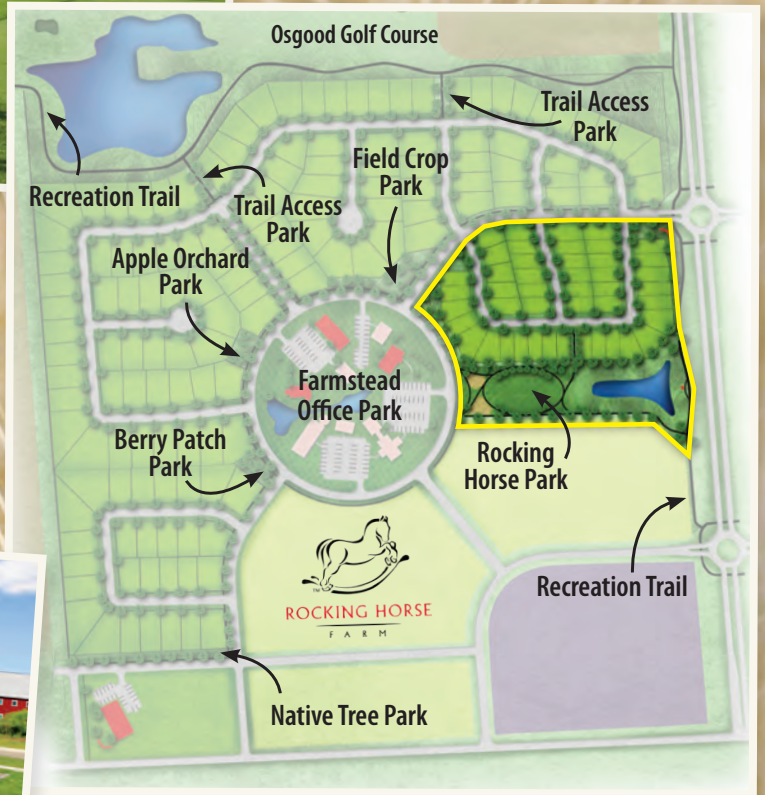 Osgood Golf Course
Trail Access
Park
Field Crop
Park
Recreation Trail
Trail Access
Park
Apple Orchard
Park
Farmstead
Office Park
Berry Patch
Park
Rocking
Horse Park
TM
ROCKING HORSE
FARM
Recreation Trail
Native Tree Park